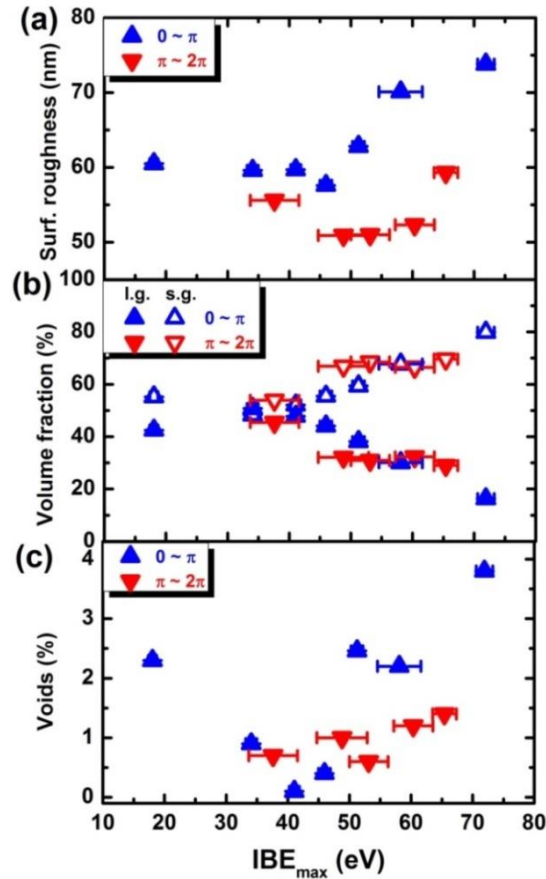 (a)
80
70
60
50
Surf. roughness (nm)
0 ~ π
π ~ 2π
(b)
100
80
60
40
20
0
Volume fraction (%)
l.g. s.g.
0 ~ π
π ~ 2π
(c)
4
3
2
1
0
Voids (%)
0 ~ π
π ~ 2π
10 20 30 40 50 60 70 80
IBEmax (eV)